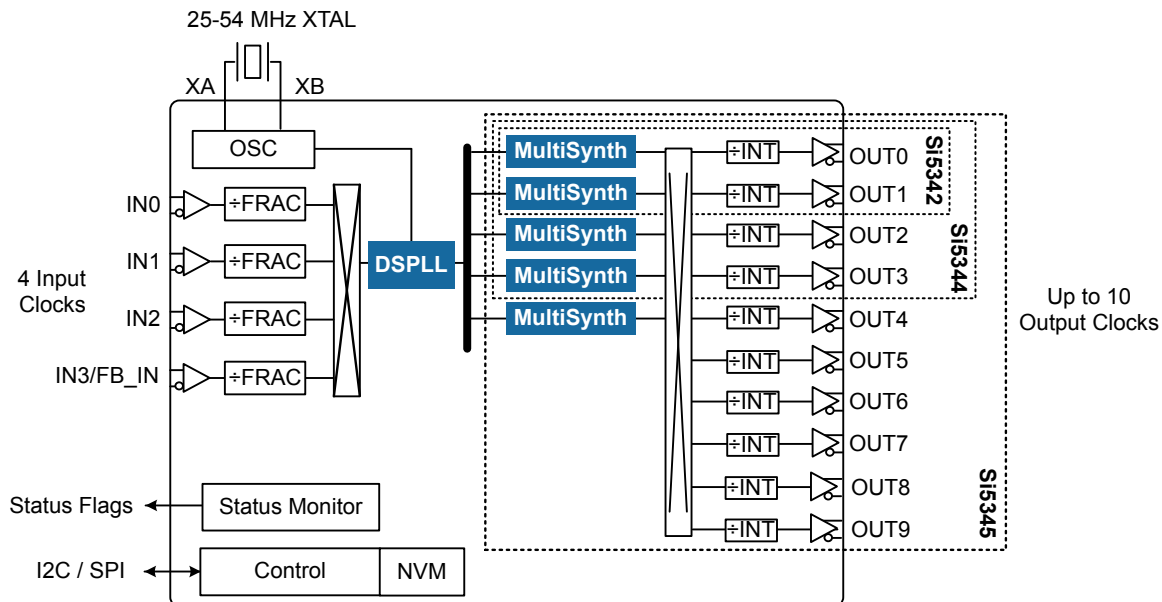 25-54 MHz XTAL
XA
XB
OSC
IN0
÷FRAC
IN1
÷FRAC
IN2
÷FRAC
IN3/FB_IN
÷FRAC
4 Input
Clocks
DSPLL
MultiSynth
MultiSynth
MultiSynth
MultiSynth
MultiSynth
÷INT
OUT0
÷INT
OUT1
÷INT
OUT2
÷INT
OUT3
÷INT
OUT4
÷INT
OUT5
÷INT
OUT6
÷INT
OUT7
÷INT
OUT8
÷INT
OUT9
Si5342
Si5344
Si5345
Up to 10
Output Clocks
Status Flags
Status Monitor
I2C / SPI
Control
NVM